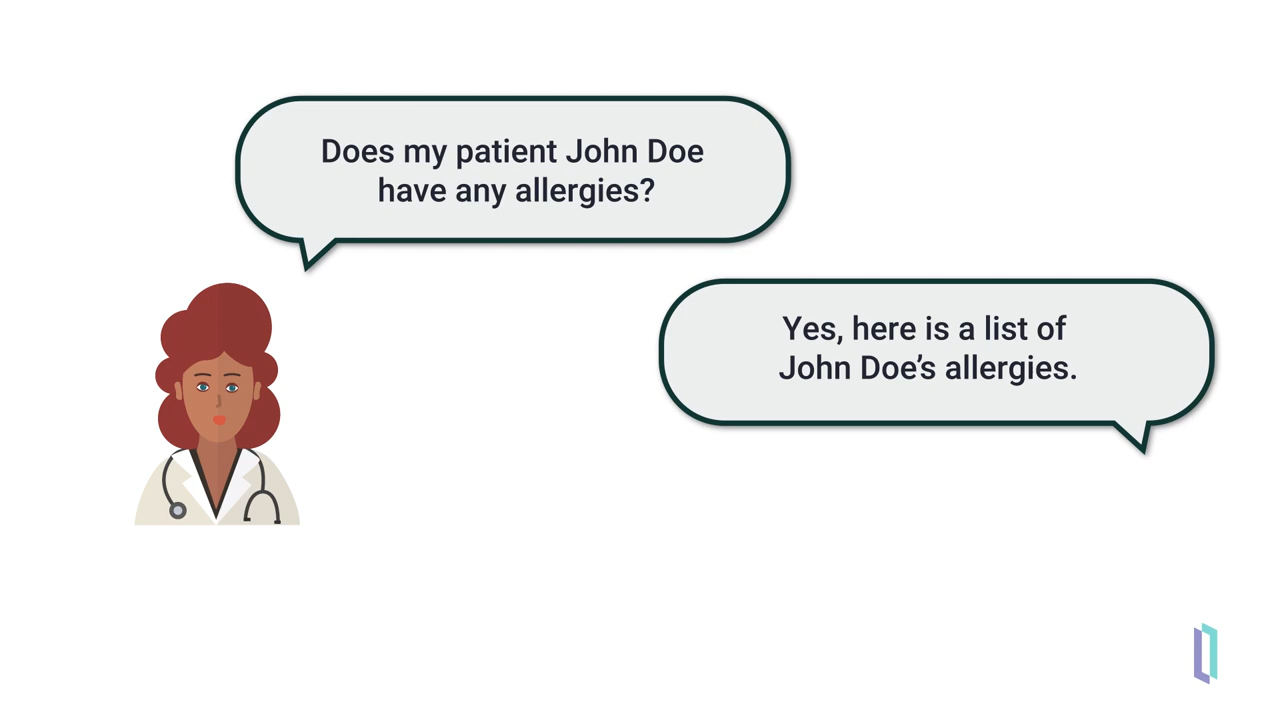 Does my patient John Doe
have any allergies?
Yes, here is a list of
John Doe’s allergies.